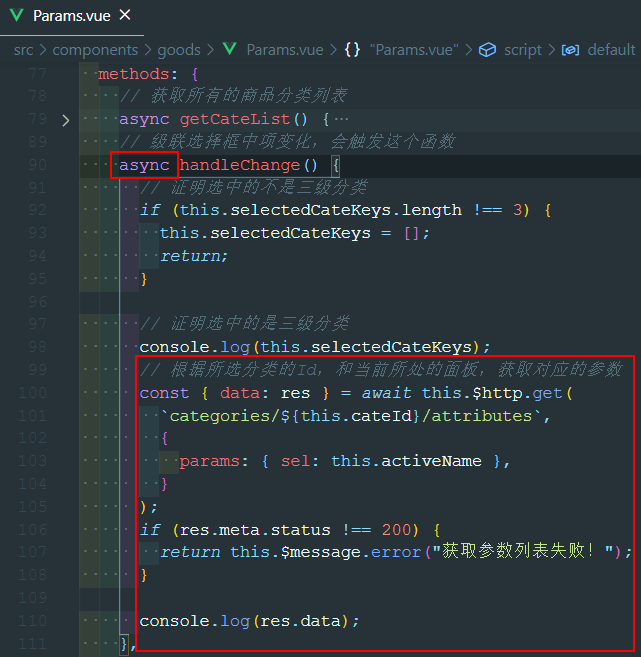 Params.vue ×
src > components > goods > Params.vue > {} "Params.vue" > script > default
77 methods: {
78 // 获取所有的商品分类列表
79 async getCateList() {…
89 // 级联选择框中项变化，会触发这个函数
90 async handleChange() {
91 // 证明选中的不是三级分类
92 if (this.selectedCateKeys.length !== 3) {
93 this.selectedCateKeys = [];
94 return;
95 }
96
97 // 证明选中的是三级分类
98 console.log(this.selectedCateKeys);
99 // 根据所选分类的Id，和当前所处的面板，获取对应的参数
100 const { data: res } = await this.$http.get(
101 `categories/${this.cateId}/attributes`,
102 {
103 params: { sel: this.activeName },
104 }
105 );
106 if (res.meta.status !== 200) {
107 return this.$message.error("获取参数列表失败！");
108 }
109
110 console.log(res.data);
111 },